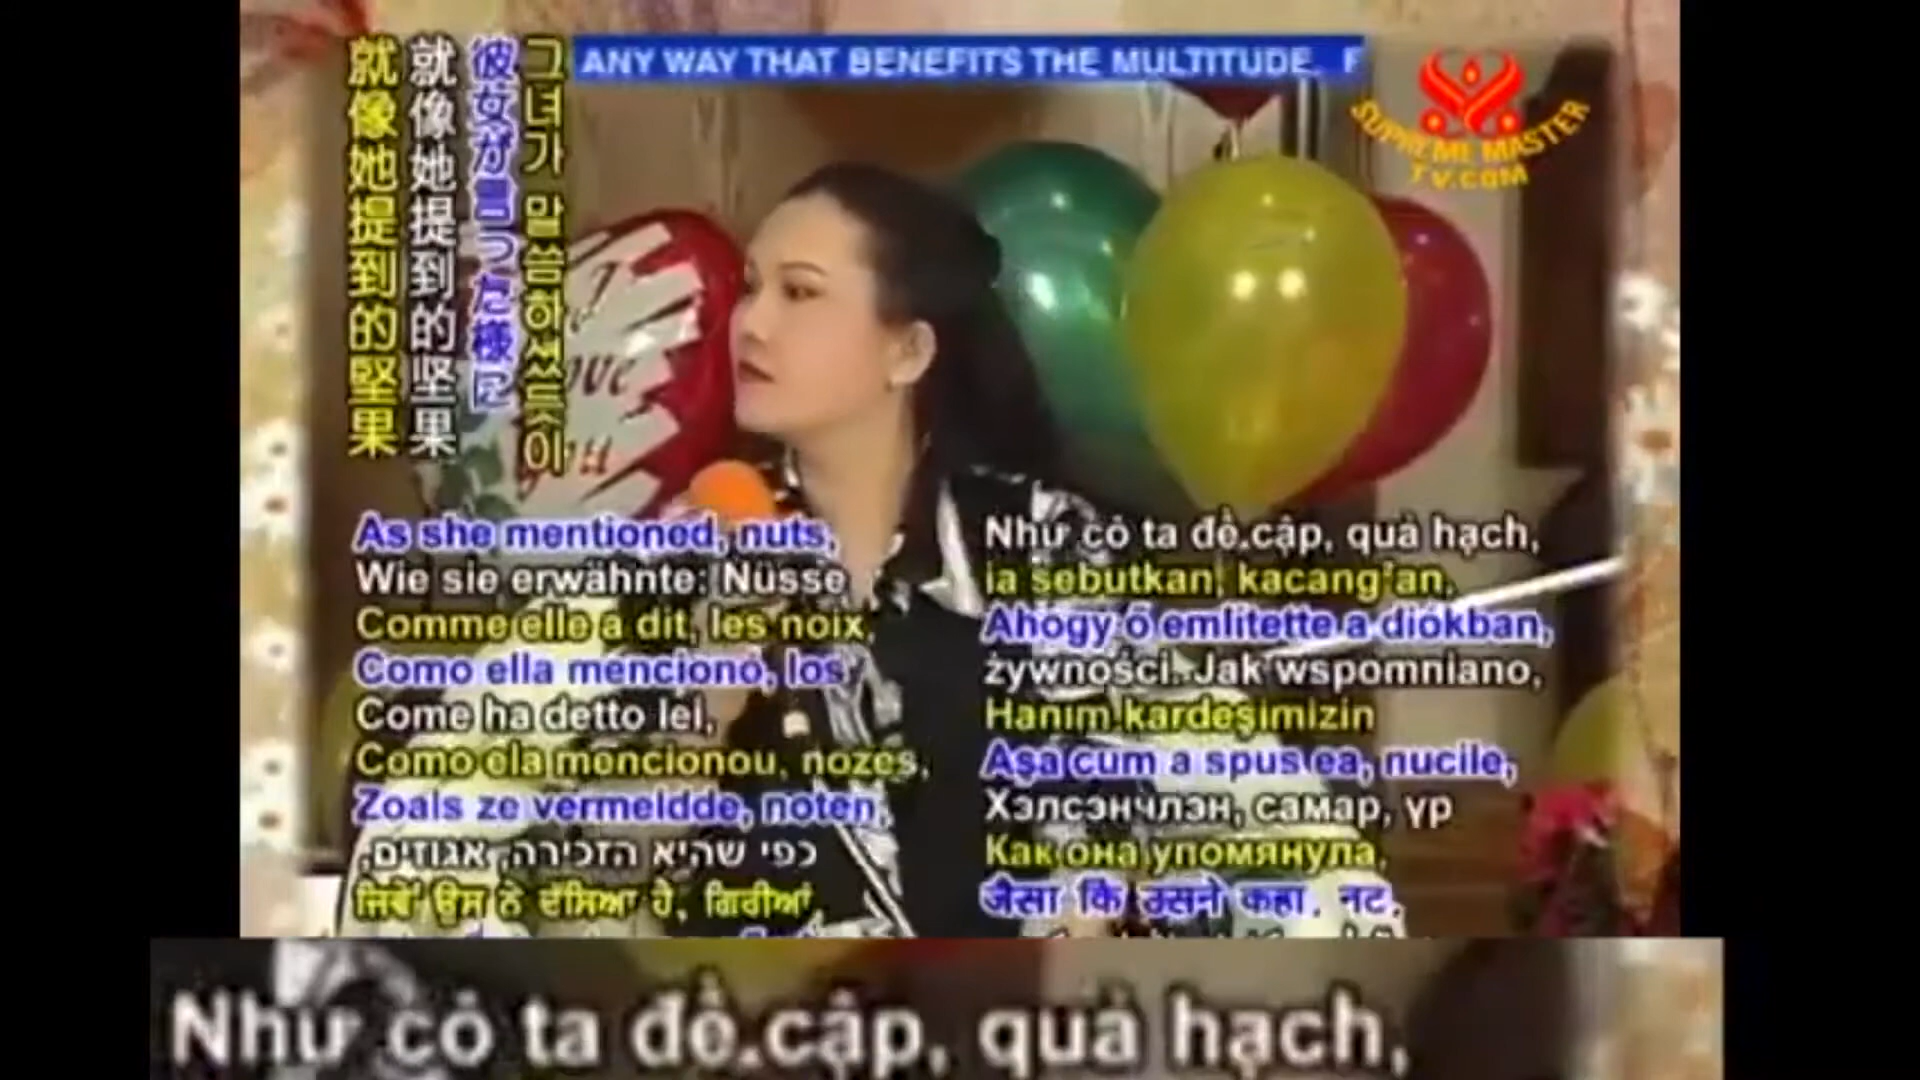 ANY WAY THAT BENEFITS THE MULTITUDE. F
SUPREME MASTER
TV.COM
그녀가 말씀하셨듯이
彼女が言った様に
就像她提到的坚果
就像她提到的堅果
I
love
you
As she mentioned, nuts,
Wie sie erwähnte: Nüsse
Comme elle a dit, les noix,
Como ella mencionó, los
Come ha detto lei,
Como ela mencionou, nozes,
Zoals ze vermeldde, noten,
כפי שהיא הזכירה, אגוזים,
ਜਿਵੇਂ ਉਸ ਨੇ ਦੱਸਿਆ ਹੈ, ਗਿਰੀਆਂ,
Như cô ta đề.cập, quả hạch,
ia sebutkan, kacang'an,
Ahogy ő emlitette a diókban,
żywności. Jak wspomniano,
Hanım kardeşimizin
Aşa cum a spus ea, nucile,
Хэлсэнчлэн, самар, үр
Как она упомянула,
जैसा कि उसने कहा, नट,
Như cô ta đề.cập, quả hạch,